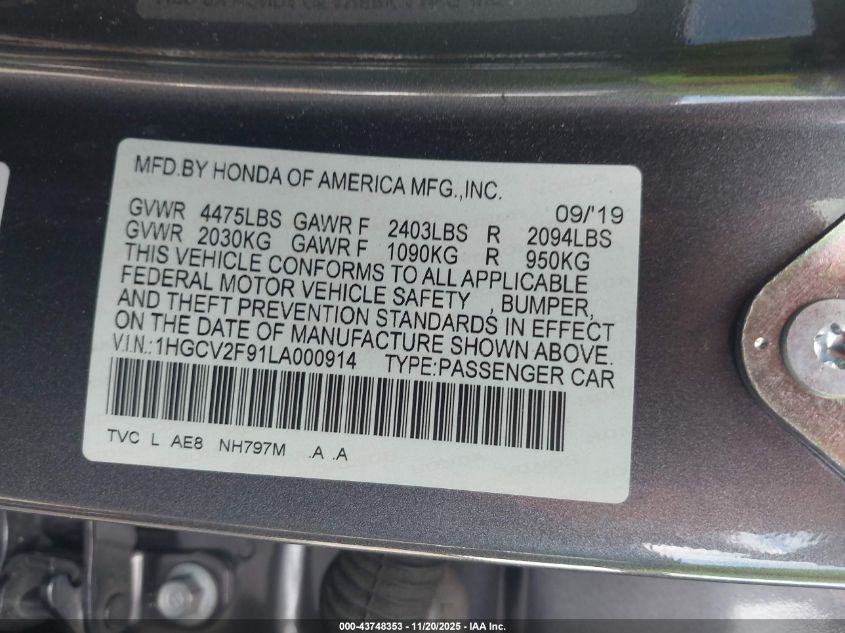 MFD.BY HONDA OF AMERICA MFG.,INC.
09/'19
GVWR 4475LBS GAWR F 2403LBS R 2094LBS
GVWR 2030KG GAWR F 1090KG R 950KG
THIS VEHICLE CONFORMS TO ALL APPLICABLE
FEDERAL MOTOR VEHICLE SAFETY , BUMPER,
AND THEFT PREVENTION STANDARDS IN EFFECT
ON THE DATE OF MANUFACTURE SHOWN ABOVE.
V.I.N.:1HGCV2F91LA000914 TYPE:PASSENGER CAR
TVC L AE8 NH797M .A .A
000-43748353 | 11/20/2025 | IAA Inc.